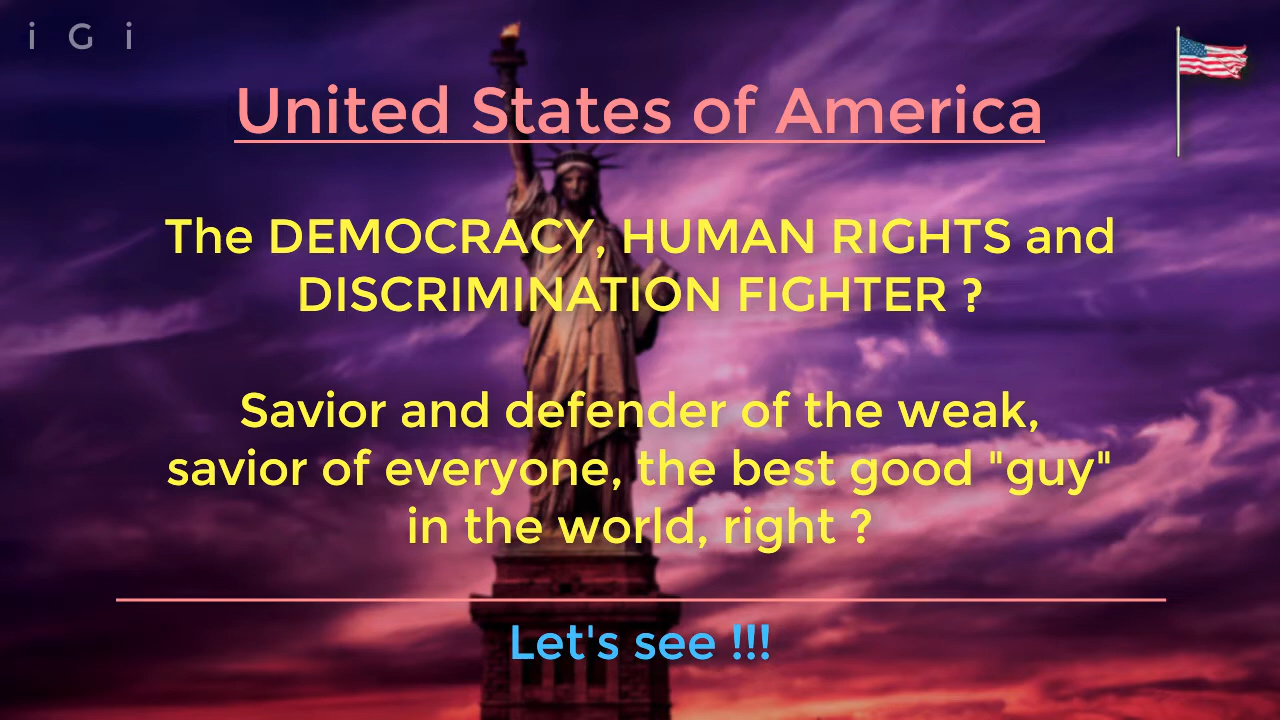 i G i
United States of America
The DEMOCRACY, HUMAN RIGHTS and
DISCRIMINATION FIGHTER ?
Savior and defender of the weak,
savior of everyone, the best good "guy"
in the world, right ?
Let's see !!!